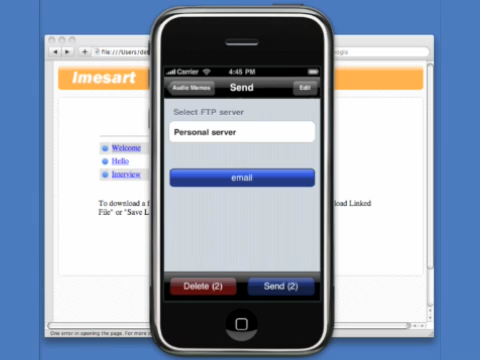 file:///Users/de
Google
Imesart
Carrier
4:45 PM
Audio Memos
Send
Edit
Select FTP server
Personal server
email
Welcome
Hello
Interview
To download a f
load Linked
File" or "Save L
Delete (2)
Send (2)
One error in opening the page. For more in